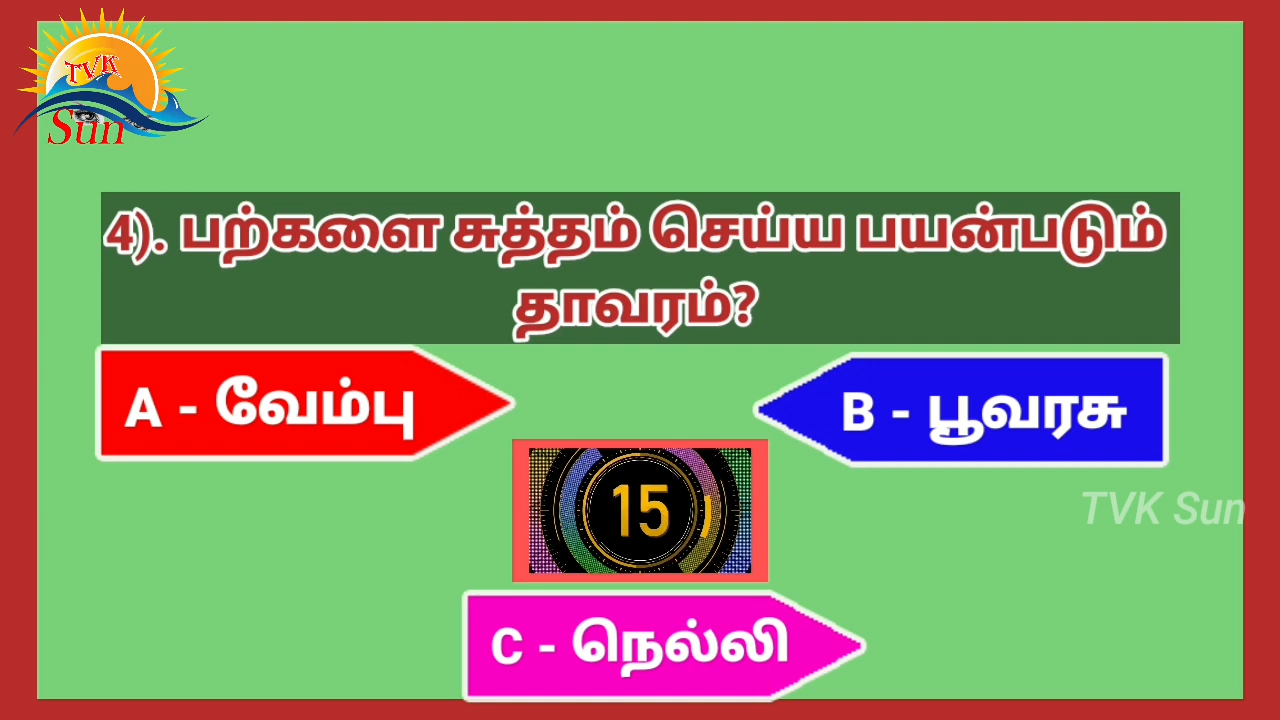 TVK
Sun
4). பற்களை சுத்தம் செய்ய பயன்படும்
தாவரம்?
A - வேம்பு
B - பூவரசு
15
TVK Sun
C - நெல்லி